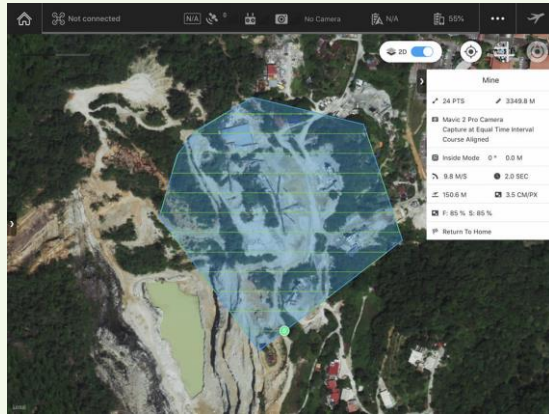 Not connected
N/A
No Camera
N/A
55%
2D
Mine
24 PTS
3349.8 M
Mavic 2 Pro Camera
Capture at Equal Time Interval
Course Aligned
Inside Mode 0° 0.0 M
9.8 M/S
2.0 SEC
150.6 M
3.5 CM/PX
F: 85 % S: 85 %
Return To Home